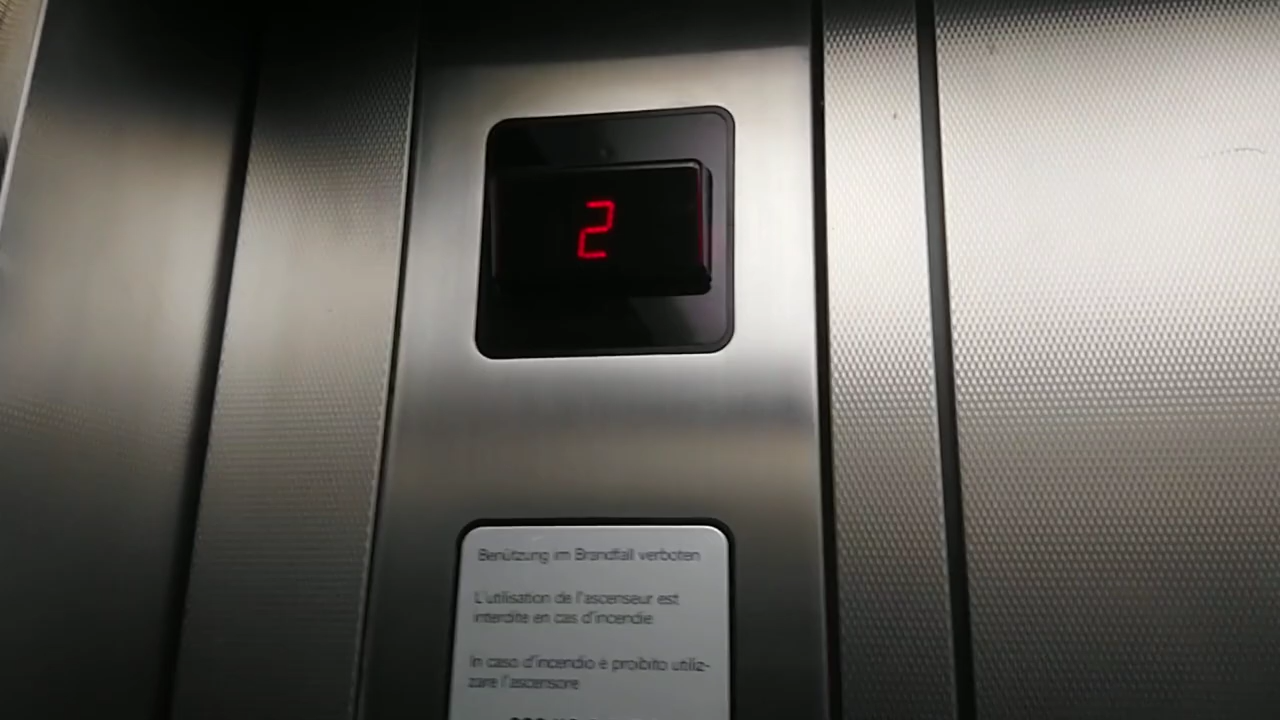 2
Benützung im Brandfall verboten
L'utilisation de l'ascenseur est
interdite en cas d'incendie
In caso d'incendio è proibito utiliz-
zare l'ascensore